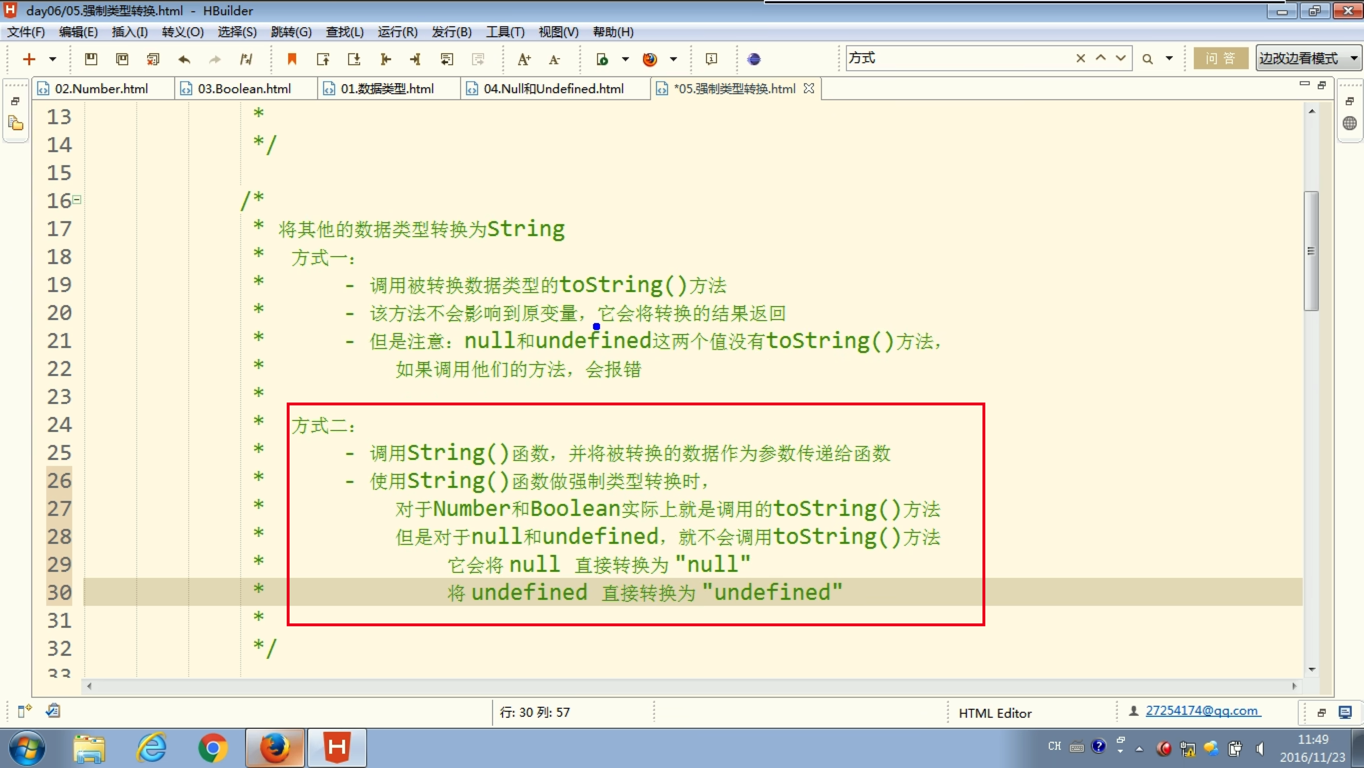 day06/05.强制类型转换.html - HBuilder
文件(F) 编辑(E) 插入(I) 转义(O) 选择(S) 跳转(G) 查找(L) 运行(R) 发行(B) 工具(T) 视图(V) 帮助(H)
方式 问 答 边改边看模式
02.Number.html 03.Boolean.html 01.数据类型.html 04.Null和Undefined.html *05.强制类型转换.html
13 *
14 */
15
16 /*
17 * 将其他的数据类型转换为String
18 * 方式一:
19 * - 调用被转换数据类型的toString()方法
20 * - 该方法不会影响到原变量，它会将转换的结果返回
21 * - 但是注意：null和undefined这两个值没有toString()方法，
22 * 如果调用他们的方法，会报错
23 *
24 * 方式二:
25 * - 调用String()函数，并将被转换的数据作为参数传递给函数
26 * - 使用String()函数做强制类型转换时，
27 * 对于Number和Boolean实际上就是调用的toString()方法
28 * 但是对于null和undefined，就不会调用toString()方法
29 * 它会将 null 直接转换为 "null"
30 * 将 undefined 直接转换为 "undefined"
31 *
32 */
33
行: 30 列: 57 HTML Editor 27254174@qq.com
CH 11:49
2016/11/23